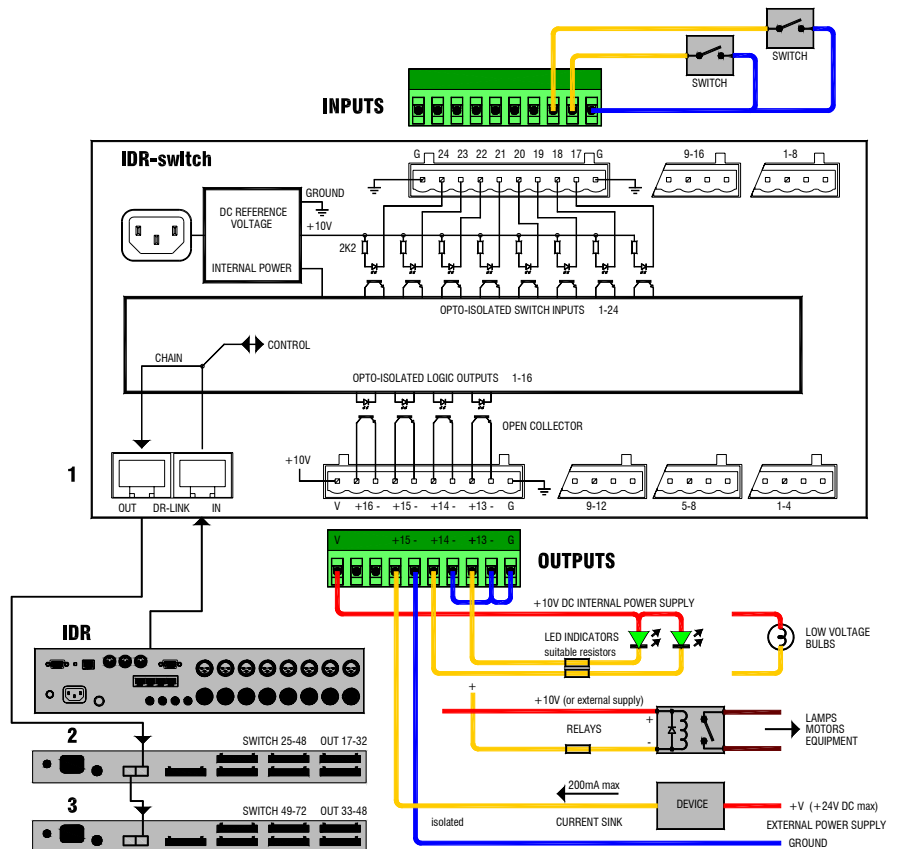 SWITCH
SWITCH
INPUTS
IDR-switch
G 24 23 22 21 20 19 18 17 G
9-16
1-8
GROUND
DC REFERENCE
VOLTAGE
+10V
2K2
INTERNAL POWER
OPTO-ISOLATED SWITCH INPUTS 1-24
CONTROL
CHAIN
OPTO-ISOLATED LOGIC OUTPUTS 1-16
OPEN COLLECTOR
+10V
1
OUT DR-LINK IN
V +16 - +15 - +14 - +13 - G
9-12
5-8
1-4
V +15 - +14 - +13 - G
OUTPUTS
+10V DC INTERNAL POWER SUPPLY
IDR
LED INDICATORS
suitable resistors
LOW VOLTAGE
BULBS
+
+10V (or external supply)
+
-
RELAYS
LAMPS
MOTORS
EQUIPMENT
2
SWITCH 25-48 OUT 17-32
200mA max
DEVICE
+V (+24V DC max)
3
SWITCH 49-72 OUT 33-48
isolated
CURRENT SINK
EXTERNAL POWER SUPPLY
GROUND